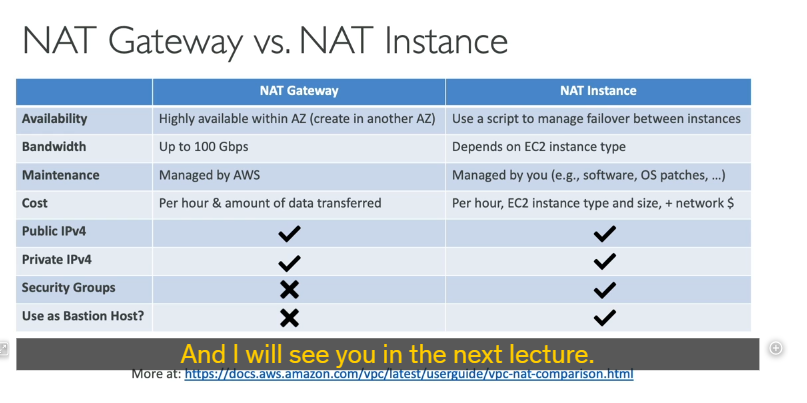 NAT Gateway vs. NAT Instance
NAT Gateway NAT Instance
Availability Highly available within AZ (create in another AZ) Use a script to manage failover between instances
Bandwidth Up to 100 Gbps Depends on EC2 instance type
Maintenance Managed by AWS Managed by you (e.g., software, OS patches, ...)
Cost Per hour & amount of data transferred Per hour, EC2 instance type and size, + network $
Public IPv4
Private IPv4
Security Groups
Use as Bastion Host?
And I will see you in the next lecture.
More at: https://docs.aws.amazon.com/vpc/latest/userguide/vpc-nat-comparison.html